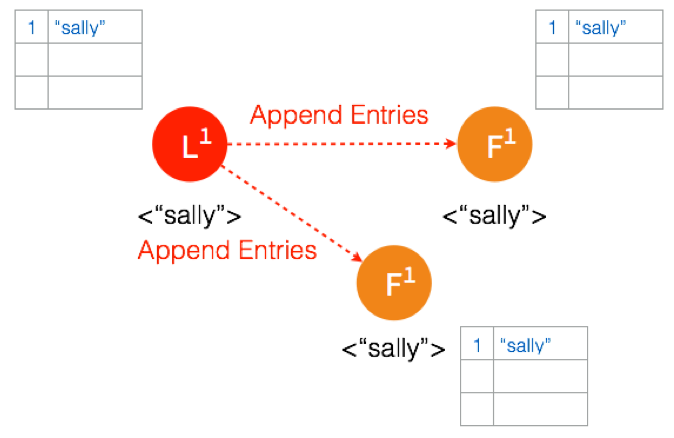 1 “sally”
1 “sally”
Append Entries
L¹
F¹
<“sally”>
<“sally”>
Append Entries
F¹
<“sally”>
1 “sally”